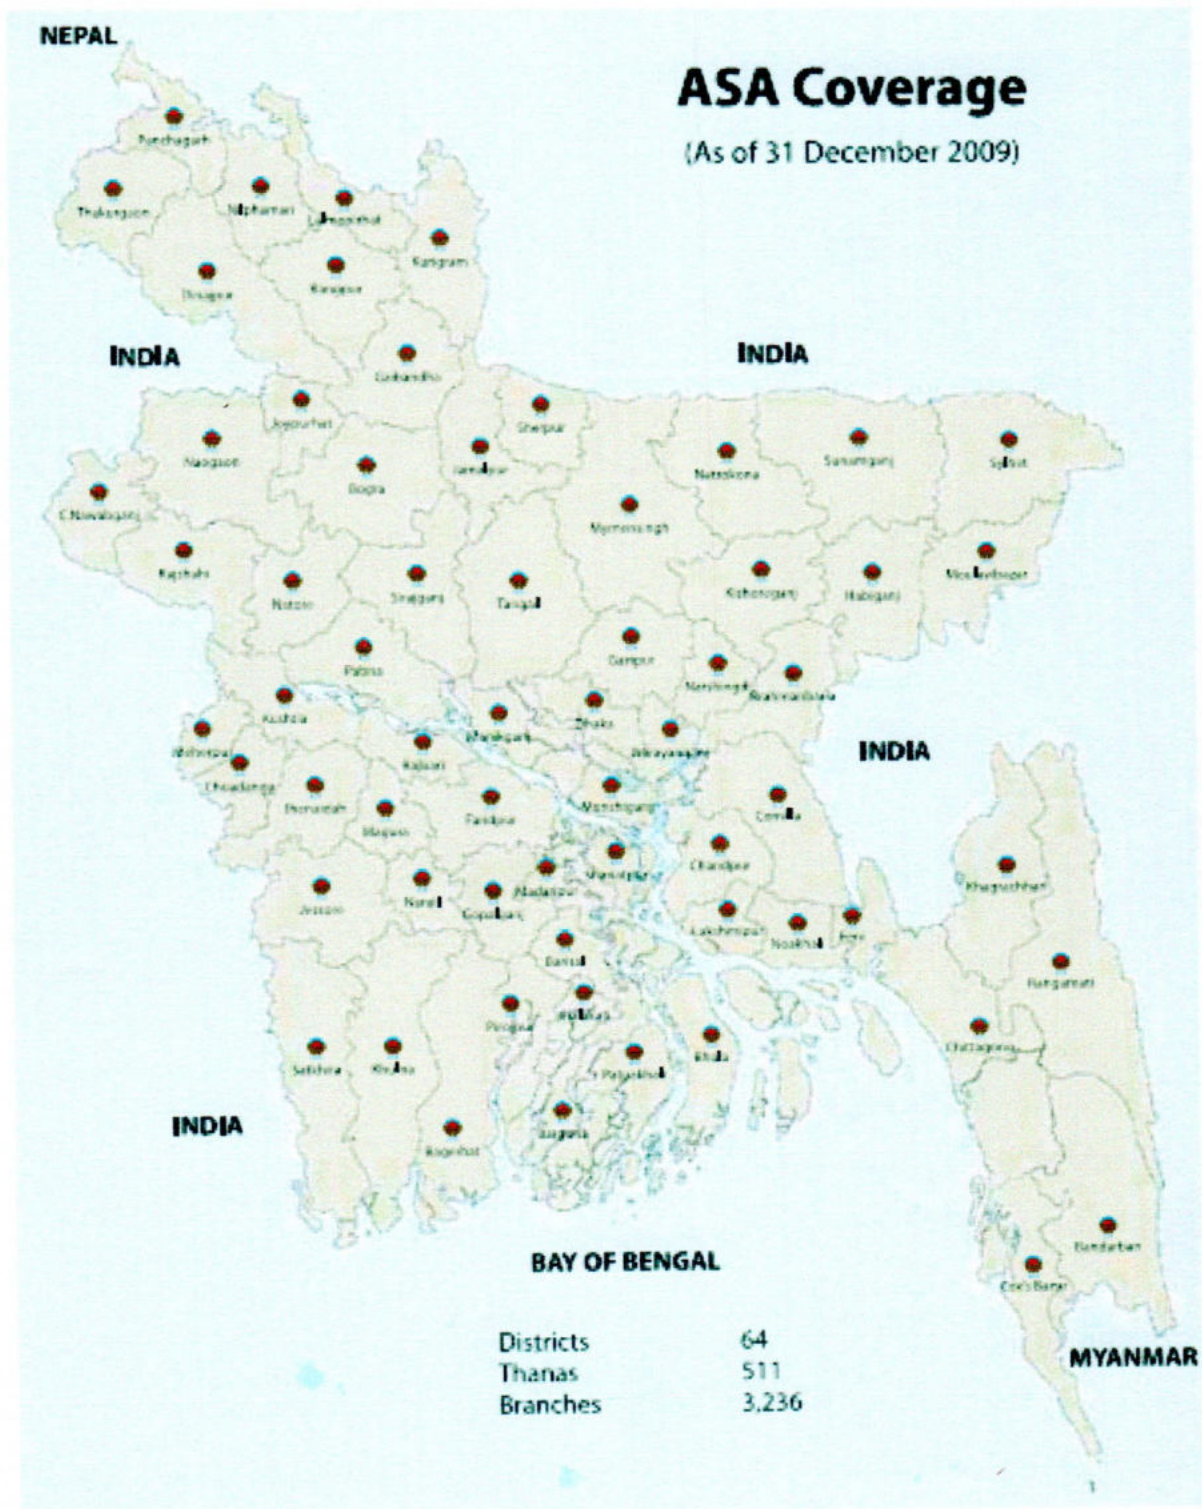 NEPAL
ASA Coverage
(As of 31 December 2009)
Panchagarh
Thakurgaon
Nilphamari
Lalmonirhat
Kurigram
Dinajpur
Rangpur
INDIA
INDIA
Gaibandha
Joypurhat
Sherpur
Naogaon
Jamalpur
Netrokona
Sunamganj
Sylhet
Bogra
C.Nawabganj
Mymensingh
Rajshahi
Natore
Sirajganj
Tangail
Kishoreganj
Habiganj
Moulavibazar
Pabna
Gazipur
Narshingdi
Brahmanbaria
Kushtia
Manikganj
Dhaka
Narayanganj
INDIA
Meherpur
Rajbari
Chuadanga
Jhenaidah
Magura
Faridpur
Munshiganj
Comilla
Chandpur
Shariatpur
Khagrachhari
Jessore
Narail
Gopalganj
Madaripur
Lakshmipur
Noakhali
Feni
Barisal
Rangamati
Pirojpur
Chittagong
Satkhira
Khulna
Patuakhali
Bhola
INDIA
Bagerhat
Barguna
Bandarban
BAY OF BENGAL
Cox's Bazar
Districts 64
Thanas 511
Branches 3,236
MYANMAR
1